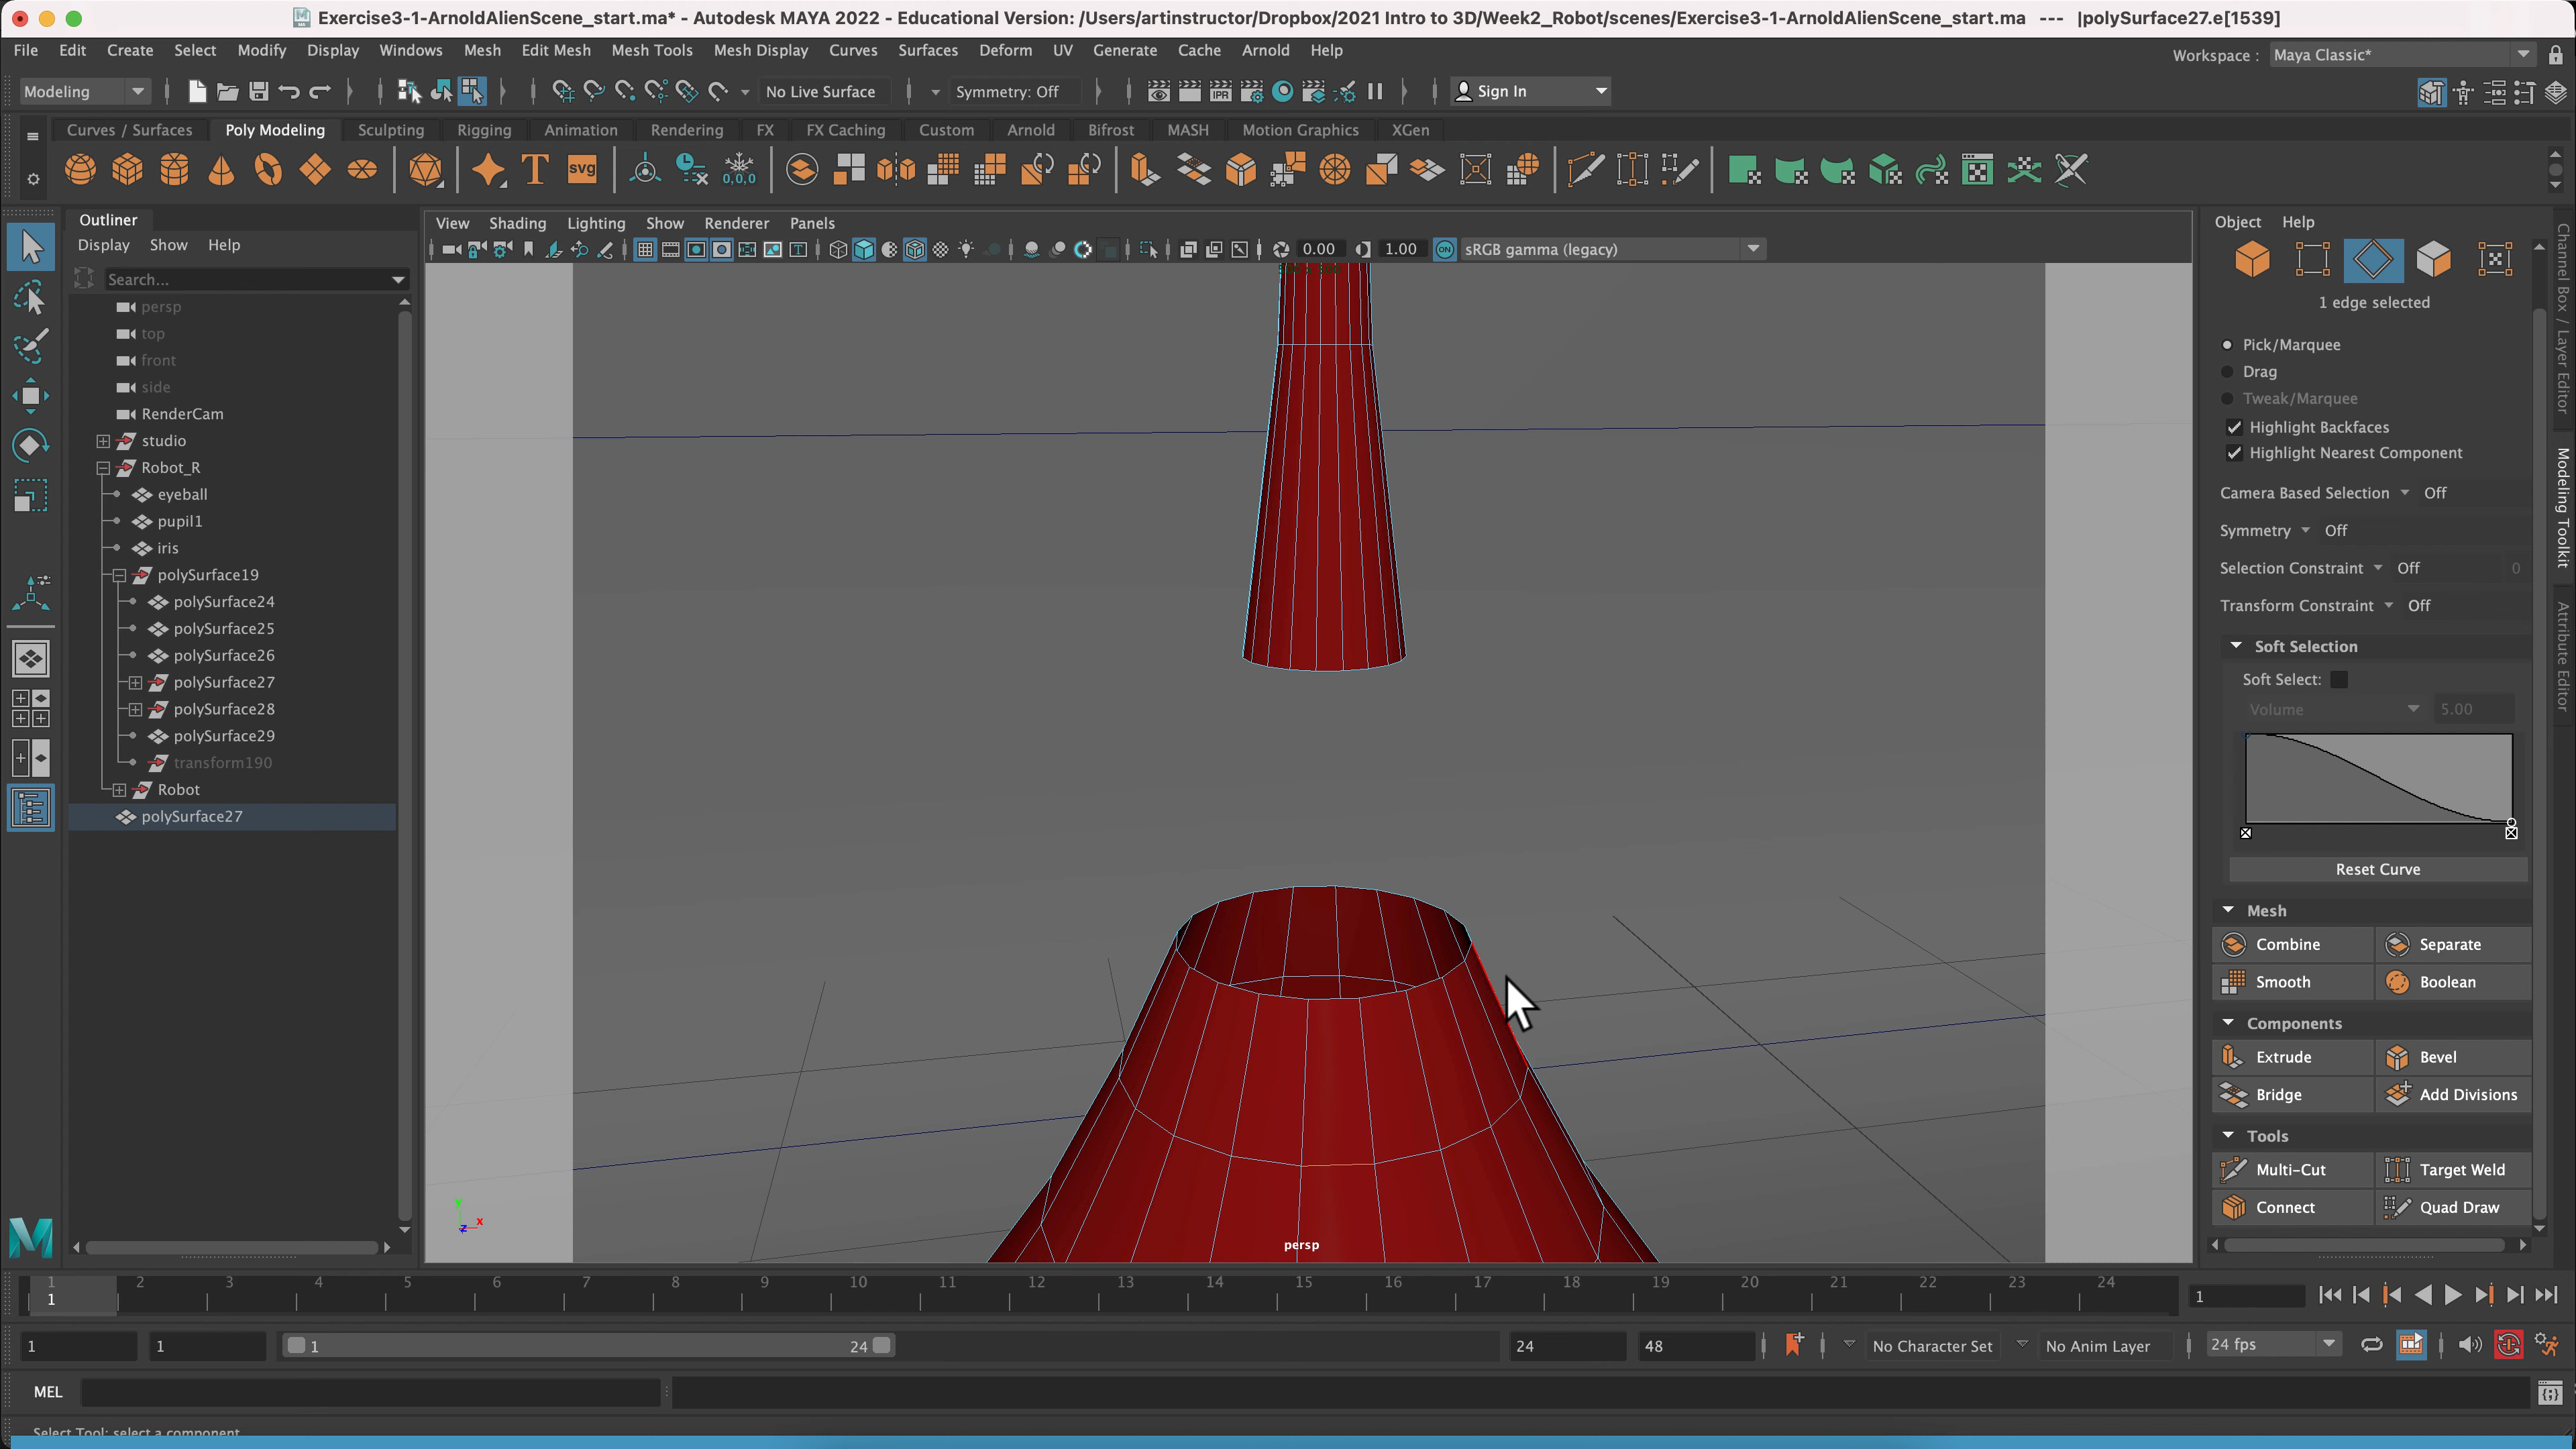 Exercise3-1-ArnoldAlienScene_start.ma* - Autodesk MAYA 2022 - Educational Version: /Users/artinstructor/Dropbox/2021 Intro to 3D/Week2_Robot/scenes/Exercise3-1-ArnoldAlienScene_start.ma --- |polySurface27.e[1539]
File Edit Create Select Modify Display Windows Mesh Edit Mesh Mesh Tools Mesh Display Curves Surfaces Deform UV Generate Cache Arnold Help
Workspace : Maya Classic*
Modeling No Live Surface Symmetry: Off Sign In
Curves / Surfaces Poly Modeling Sculpting Rigging Animation Rendering FX FX Caching Custom Arnold Bifrost MASH Motion Graphics XGen
IPR
T svg 0,0,0
Outliner
Display Show Help
Search...
persp
top
front
side
RenderCam
studio
Robot_R
eyeball
pupil1
iris
polySurface19
polySurface24
polySurface25
polySurface26
polySurface27
polySurface28
polySurface29
transform190
Robot
polySurface27
View Shading Lighting Show Renderer Panels
0.00 1.00 ON sRGB gamma (legacy)
y
z x
persp
Object Help
1 edge selected
Pick/Marquee
Drag
Tweak/Marquee
Highlight Backfaces
Highlight Nearest Component
Camera Based Selection Off
Symmetry Off
Selection Constraint Off 0
Transform Constraint Off
Soft Selection
Soft Select:
Volume 5.00
Reset Curve
Mesh
Combine Separate
Smooth Boolean
Components
Extrude Bevel
Bridge Add Divisions
Tools
Multi-Cut Target Weld
Connect Quad Draw
Channel Box / Layer Editor
Modeling Toolkit
Attribute Editor
1 2 3 4 5 6 7 8 9 10 11 12 13 14 15 16 17 18 19 20 21 22 23 24
1 1
1 1 1 24 24 48 No Character Set No Anim Layer 24 fps
MEL
Select Tool: select a component